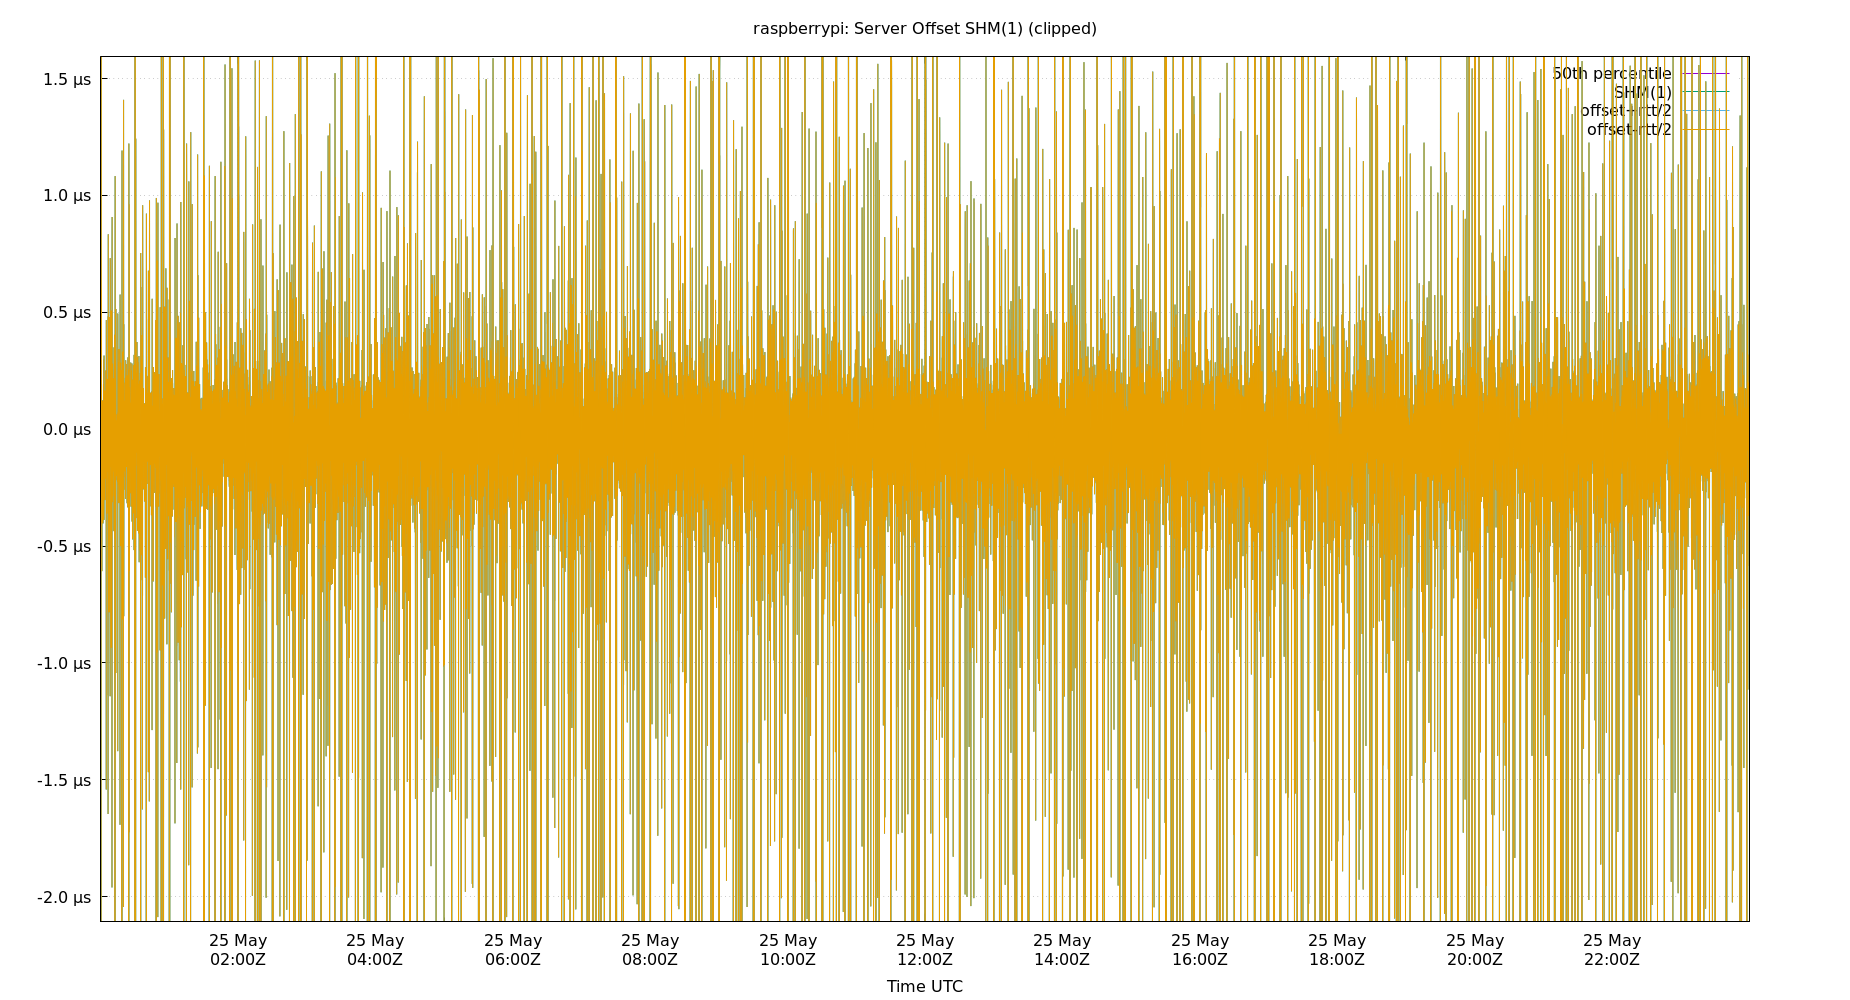 raspberrypi: Server Offset SHM(1) (clipped)
1.5 µs
1.0 µs
0.5 µs
0.0 µs
-0.5 µs
-1.0 µs
-1.5 µs
-2.0 µs
50th percentile
SHM(1)
offset+rtt/2
offset-rtt/2
25 May 25 May 25 May 25 May 25 May 25 May 25 May 25 May 25 May 25 May 25 May
02:00Z 04:00Z 06:00Z 08:00Z 10:00Z 12:00Z 14:00Z 16:00Z 18:00Z 20:00Z 22:00Z
Time UTC